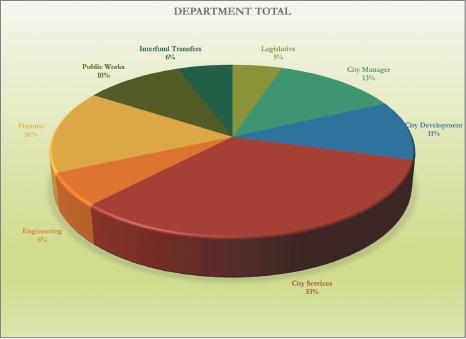 DEPARTMENT TOTAL
Legislative
5%
City Manager
13%
City Development
11%
City Services
33%
Engineering
6%
Finance
16%
Public Works
10%
Interfund Transfers
6%